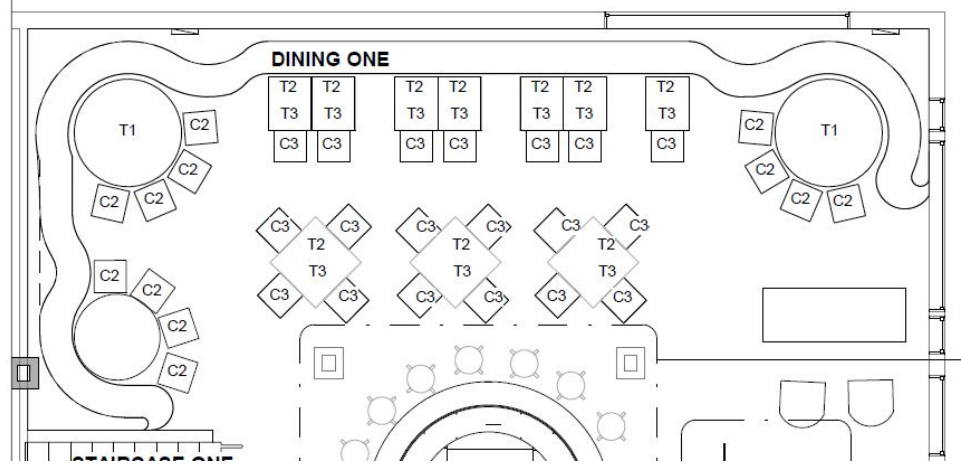 DINING ONE
T2 T2 T2 T2 T2 T2 T2
T3 T3 T3 T3 T3 T3 T3
T1 C2 C2 T1
C3 C3 C3 C3 C3 C3 C3
C2 C2
C2 C2 C2 C2
C3 C3 C3 C3 C3 C3
T2 T2 T2
T3 T3 T3
C2
C2 C3 C3 C3 C3 C3 C3
C2
C2
STAIRCASE ONE